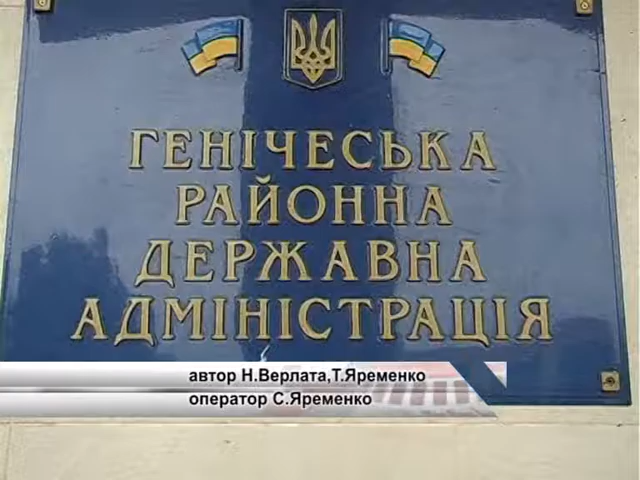 ГЕНІЧЕСЬКА
РАЙОННА
ДЕРЖАВНА
АДМІНІСТРАЦІЯ
автор Н.Верлата,Т.Яременко
оператор С.Яременко